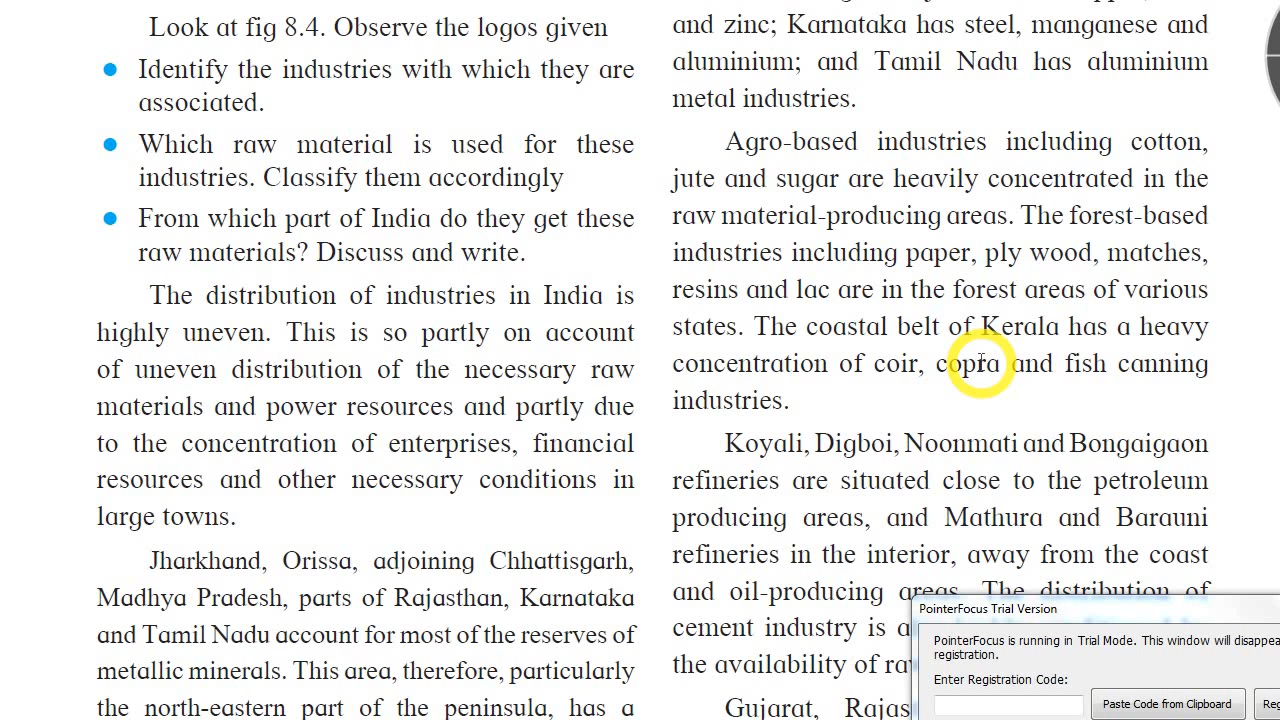 Look at fig 8.4. Observe the logos given
Identify the industries with which they are
associated.
Which raw material is used for these
industries. Classify them accordingly
From which part of India do they get these
raw materials? Discuss and write.
The distribution of industries in India is
highly uneven. This is so partly on account
of uneven distribution of the necessary raw
materials and power resources and partly due
to the concentration of enterprises, financial
resources and other necessary conditions in
large towns.
Jharkhand, Orissa, adjoining Chhattisgarh,
Madhya Pradesh, parts of Rajasthan, Karnataka
and Tamil Nadu account for most of the reserves of
metallic minerals. This area, therefore, particularly
the north-eastern part of the peninsula, has a
and zinc; Karnataka has steel, manganese and
aluminium; and Tamil Nadu has aluminium
metal industries.
Agro-based industries including cotton,
jute and sugar are heavily concentrated in the
raw material-producing areas. The forest-based
industries including paper, ply wood, matches,
resins and lac are in the forest areas of various
states. The coastal belt of Kerala has a heavy
concentration of coir, copra and fish canning
industries.
Koyali, Digboi, Noonmati and Bongaigaon
refineries are situated close to the petroleum
producing areas, and Mathura and Barauni
refineries in the interior, away from the coast
and oil-producing areas. The distribution of
cement industry is
the availability of
Gujarat,
PointerFocus Trial Version
PointerFocus is running in Trial Mode. This window will
registration.
Enter Registration Code:
Paste Code from Clipboard